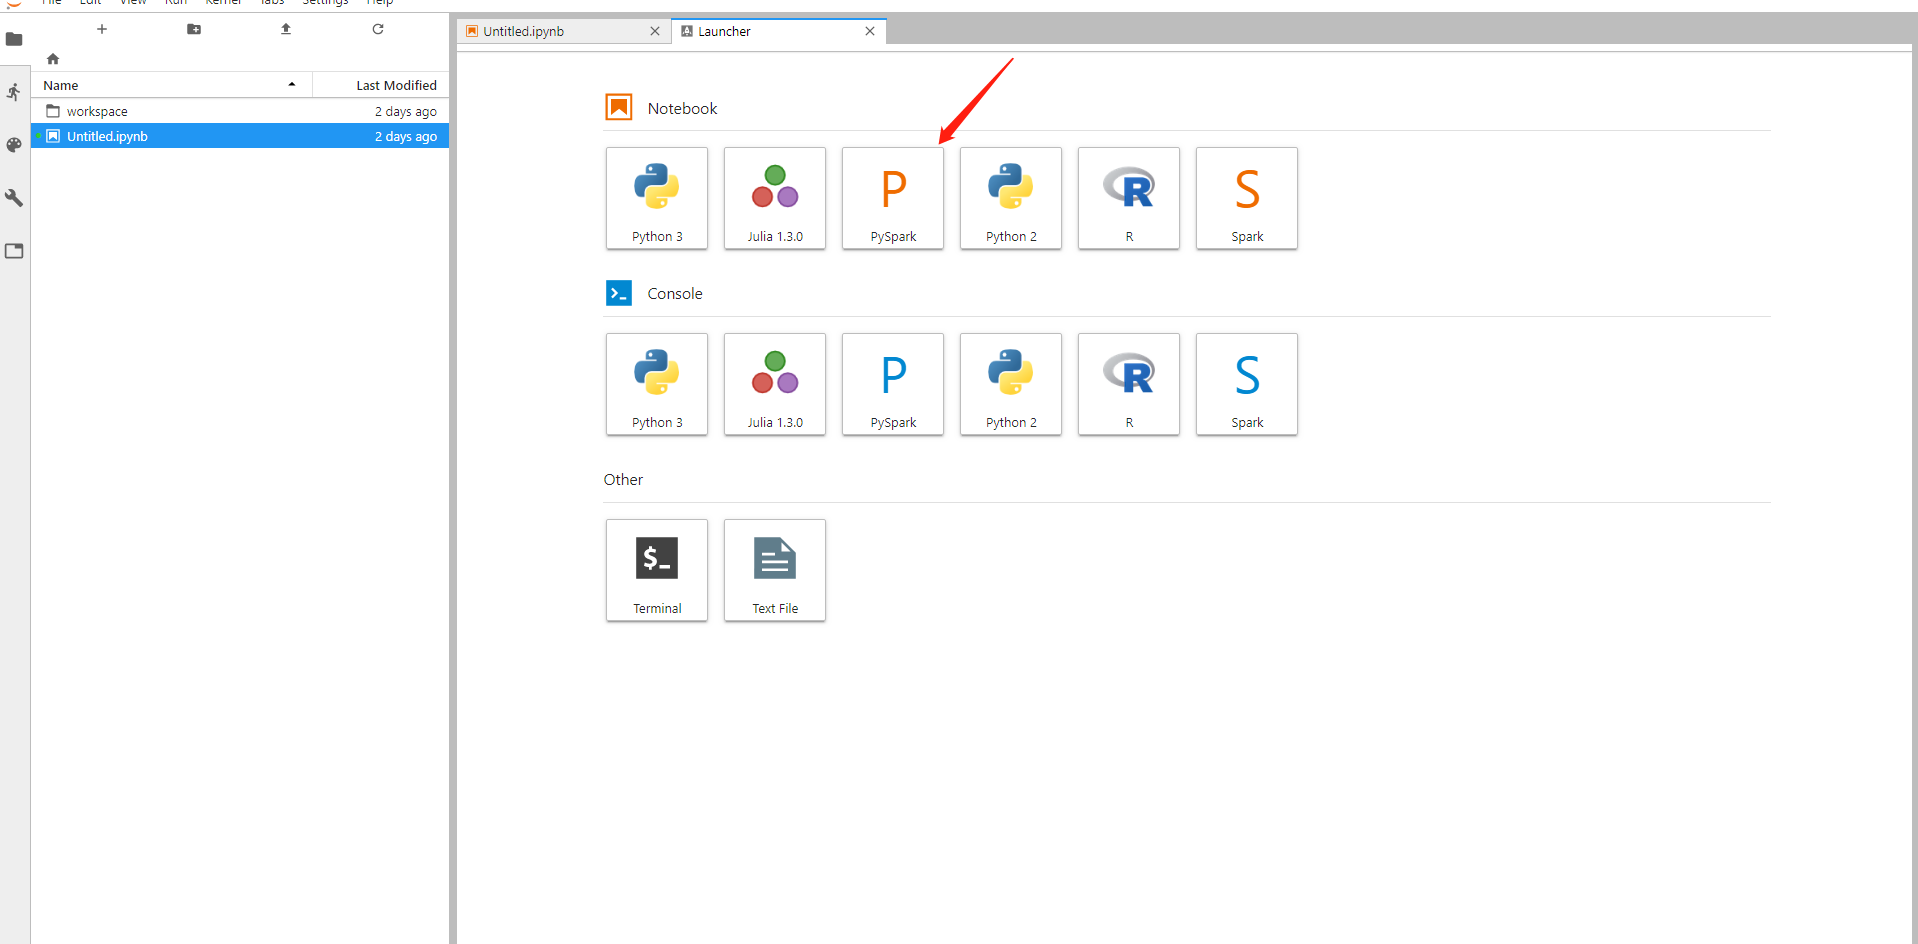 File Edit View Run Kernel Tabs Settings Help
Untitled.ipynb
Launcher
Name
Last Modified
workspace
2 days ago
Untitled.ipynb
2 days ago
Notebook
P
R
S
Python 3
Julia 1.3.0
PySpark
Python 2
R
Spark
Console
P
R
S
Python 3
Julia 1.3.0
PySpark
Python 2
R
Spark
Other
$_
Terminal
Text File